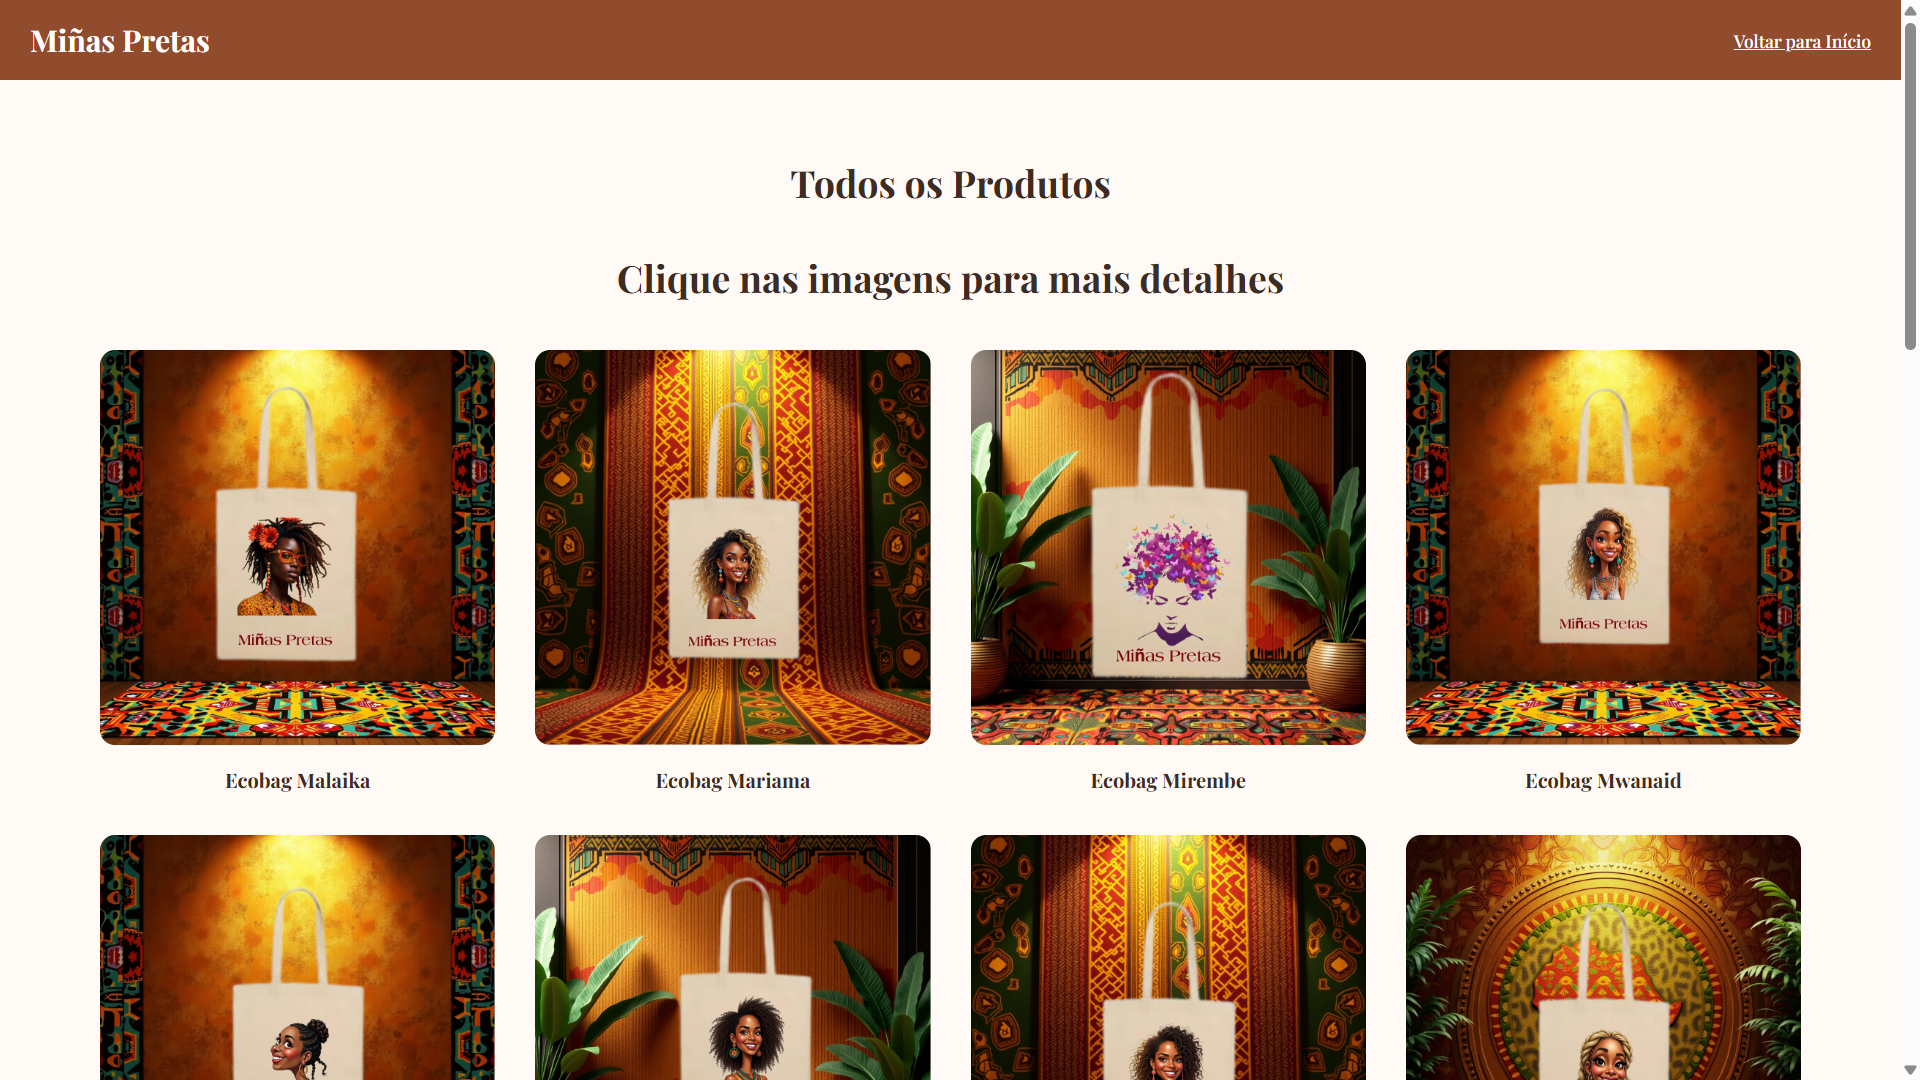 Miñas Pretas
Voltar para Início
Todos os Produtos
Clique nas imagens para mais detalhes
Miñas Pretas
Miñas Pretas
Miñas Pretas
Miñas Pretas
Ecobag Malaika
Ecobag Mariama
Ecobag Mirembe
Ecobag Mwanaid